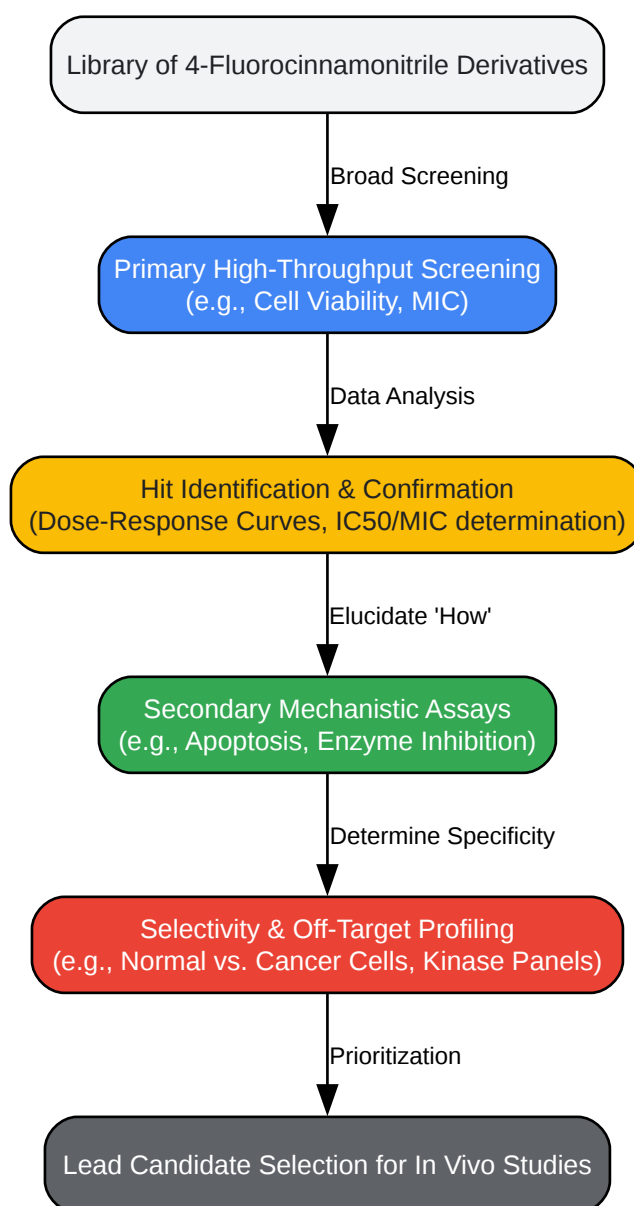 Library of 4-Fluorocinnamonitrile Derivatives
Broad Screening
Primary High-Throughput Screening
(e.g., Cell Viability, MIC)
Data Analysis
Hit Identification & Confirmation
(Dose-Response Curves, IC50/MIC determination)
Elucidate 'How'
Secondary Mechanistic Assays
(e.g., Apoptosis, Enzyme Inhibition)
Determine Specificity
Selectivity & Off-Target Profiling
(e.g., Normal vs. Cancer Cells, Kinase Panels)
Prioritization
Lead Candidate Selection for In Vivo Studies